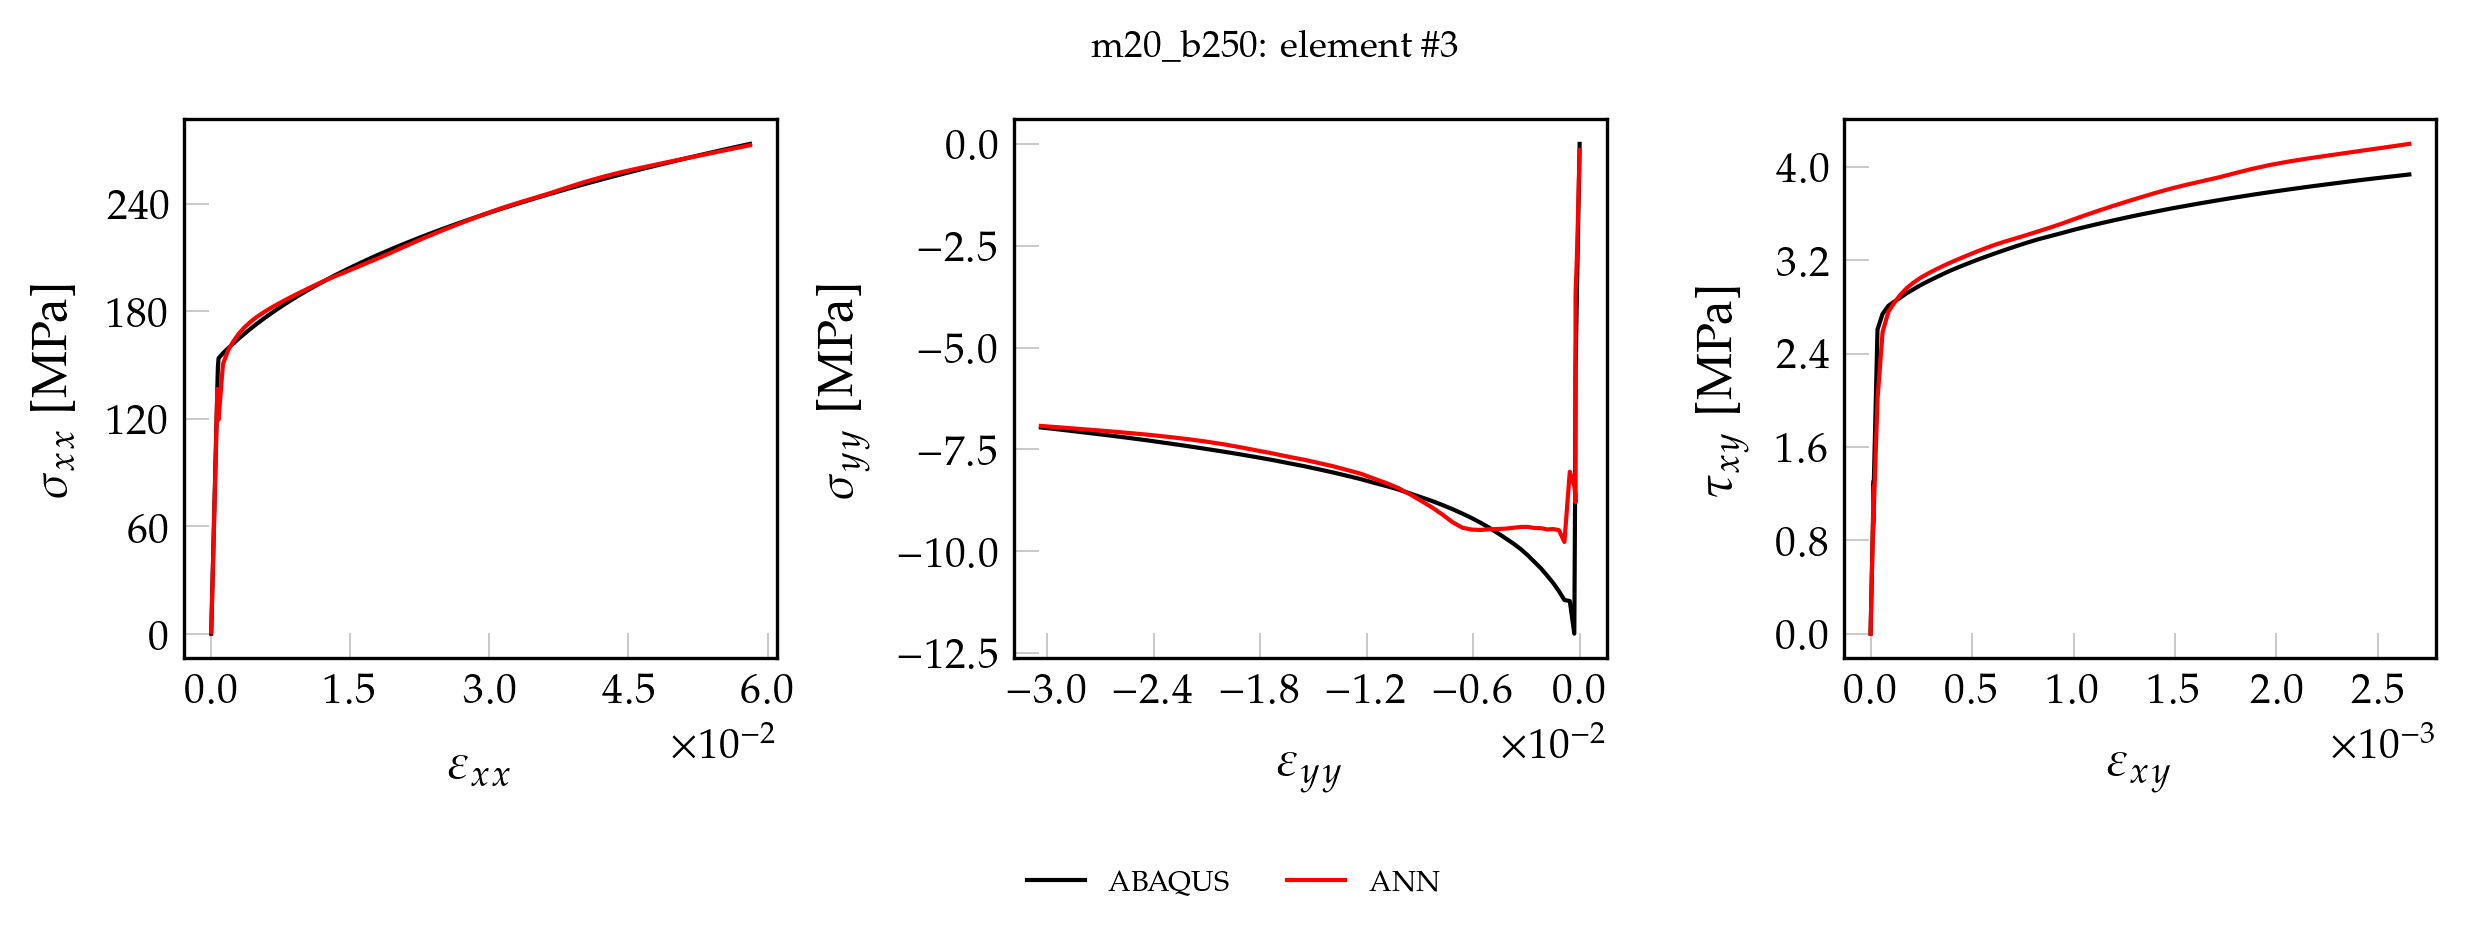 m20_b250: element #3
σxx [MPa]
240
180
120
60
0
0.0 1.5 3.0 4.5 6.0
×10−2
εxx
σyy [MPa]
0.0
−2.5
−5.0
−7.5
−10.0
−12.5
−3.0 −2.4 −1.8 −1.2 −0.6 0.0
×10−2
εyy
τxy [MPa]
4.0
3.2
2.4
1.6
0.8
0.0
0.0 0.5 1.0 1.5 2.0 2.5
×10−3
εxy
ABAQUS ANN